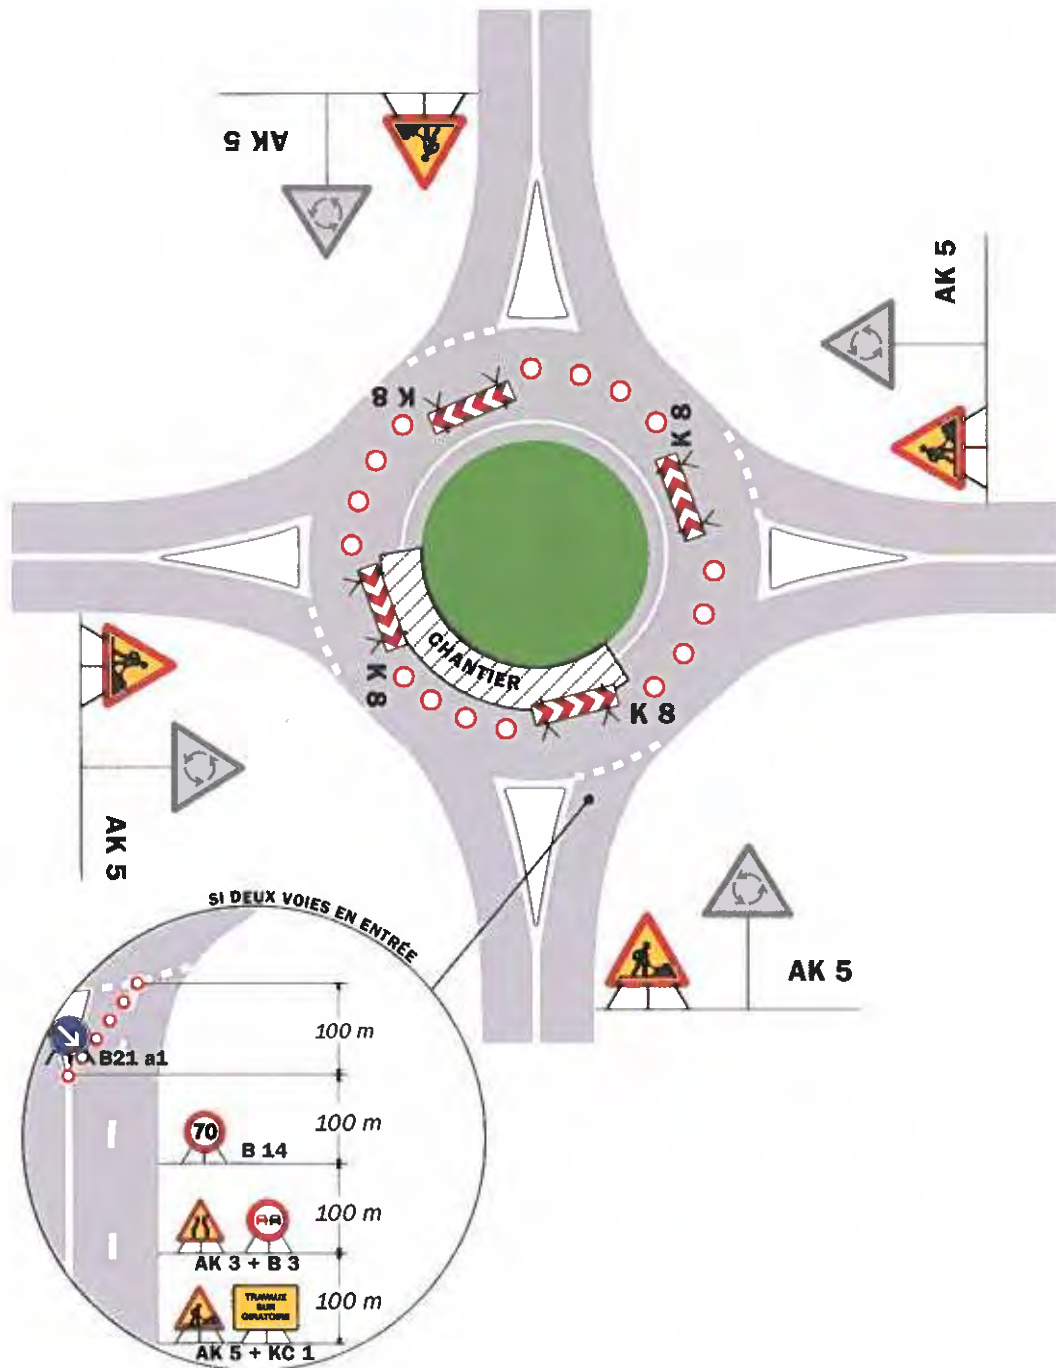 AK 5
AK 5
K 8
K 8
CHANTIER
K 8
K 8
AK 5
AK 5
SI DEUX VOIES EN ENTRÉE
100 m
B21 a1
70
B 14
100 m
100 m
AK 3 + B 3
TRAVAUX
SUR
GIRATOIRE
100 m
AK 5 + KC 1